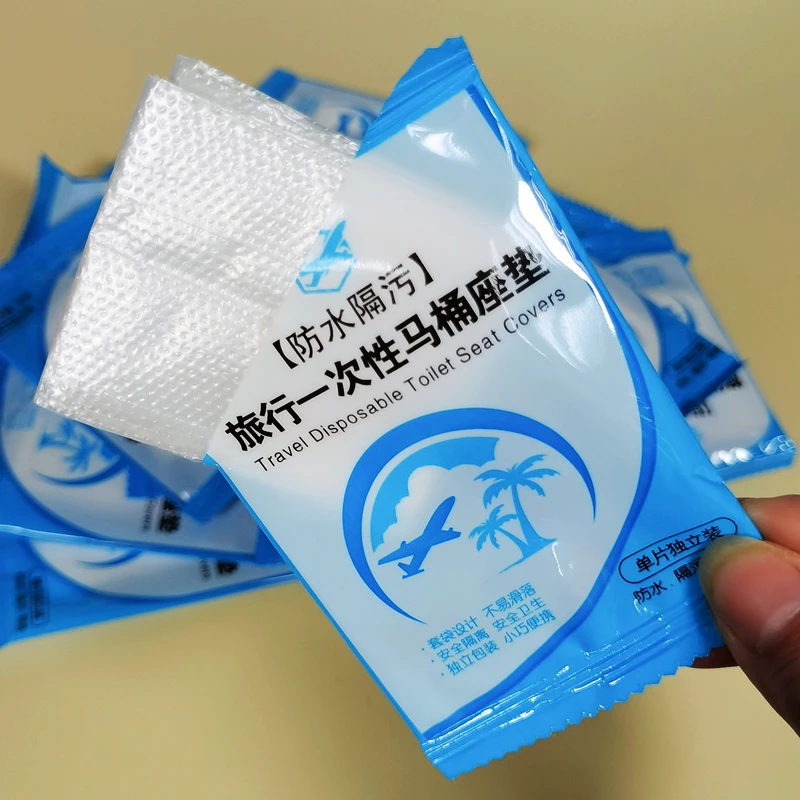 【防水隔污】
旅行一次性马桶座垫
Travel Disposable Toilet Seat Covers
· 套袋设计 不易滑落
· 安全隔离 安全卫生
· 独立包装 小巧便携
单片独立装
防水、隔污